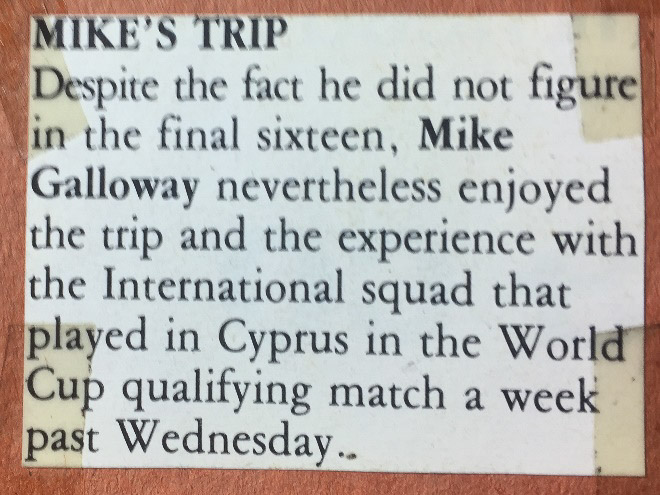 MIKE'S TRIP
Despite the fact he did not figure
in the final sixteen, Mike
Galloway nevertheless enjoyed
the trip and the experience with
the International squad that
played in Cyprus in the World
Cup qualifying match a week
past Wednesday..